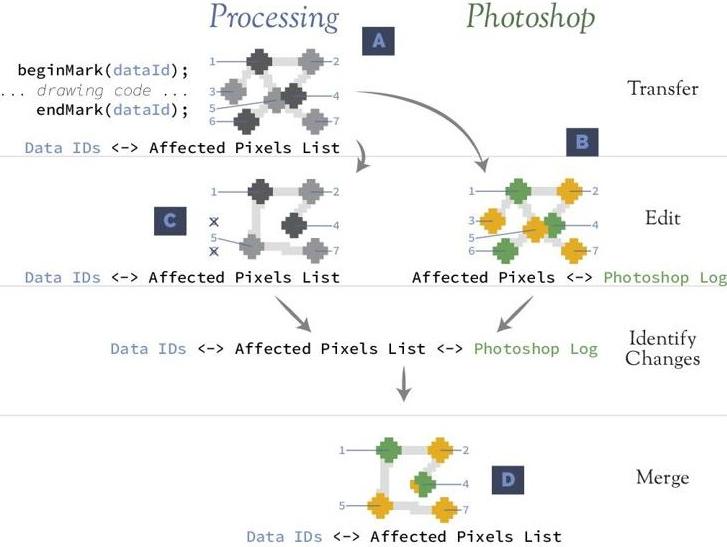 Processing
Photoshop
A
beginMark(dataId);
... drawing code ...
endMark(dataId);
1
2
3
4
5
6
7
Transfer
Data IDs <-> Affected Pixels List
B
C
1
2
x
4
5
x
7
1
2
3
4
5
6
7
Edit
Data IDs <-> Affected Pixels List
Affected Pixels <-> Photoshop Log
Data IDs <-> Affected Pixels List <-> Photoshop Log
Identify
Changes
1
2
4
5
7
D
Merge
Data IDs <-> Affected Pixels List